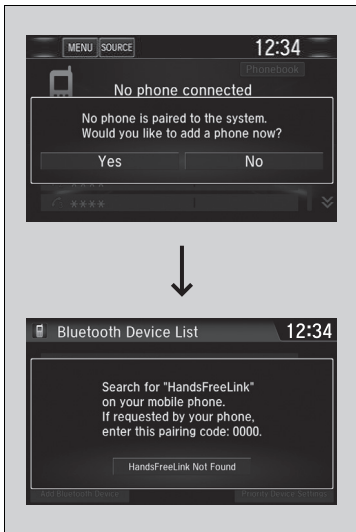 MENU SOURCE 12:34
Phonebook
No phone connected
No phone is paired to the system.
Would you like to add a phone now?
Yes No
****
****
Bluetooth Device List 12:34
Search for "HandsFreeLink"
on your mobile phone.
If requested by your phone,
enter this pairing code: 0000.
HandsFreeLink Not Found
Add Bluetooth Device Priority Device Settings